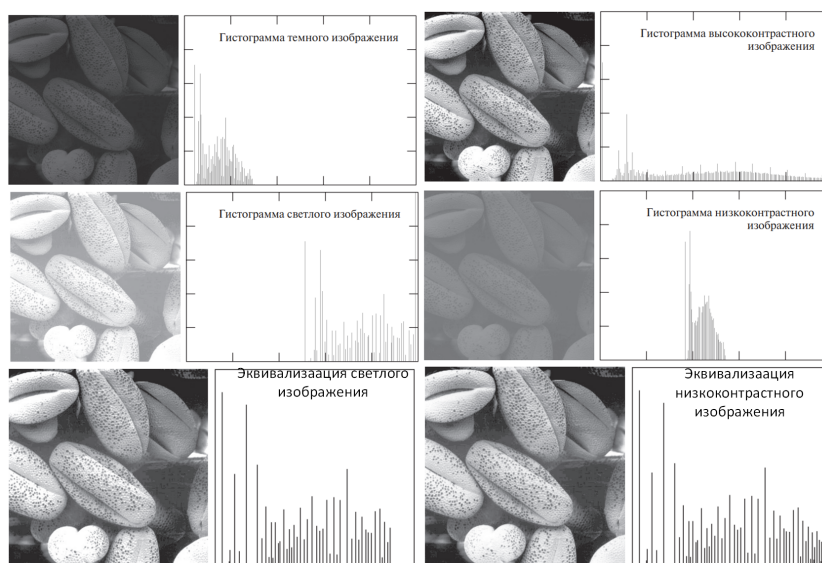 Гистограмма темного изображения
Гистограмма высококонтрастного
изображения
Гистограмма светлого изображения
Гистограмма низкоконтрастного
изображения
Эквивализаация светлого
изображения
Эквивализаация
низкоконтрастного
изображения